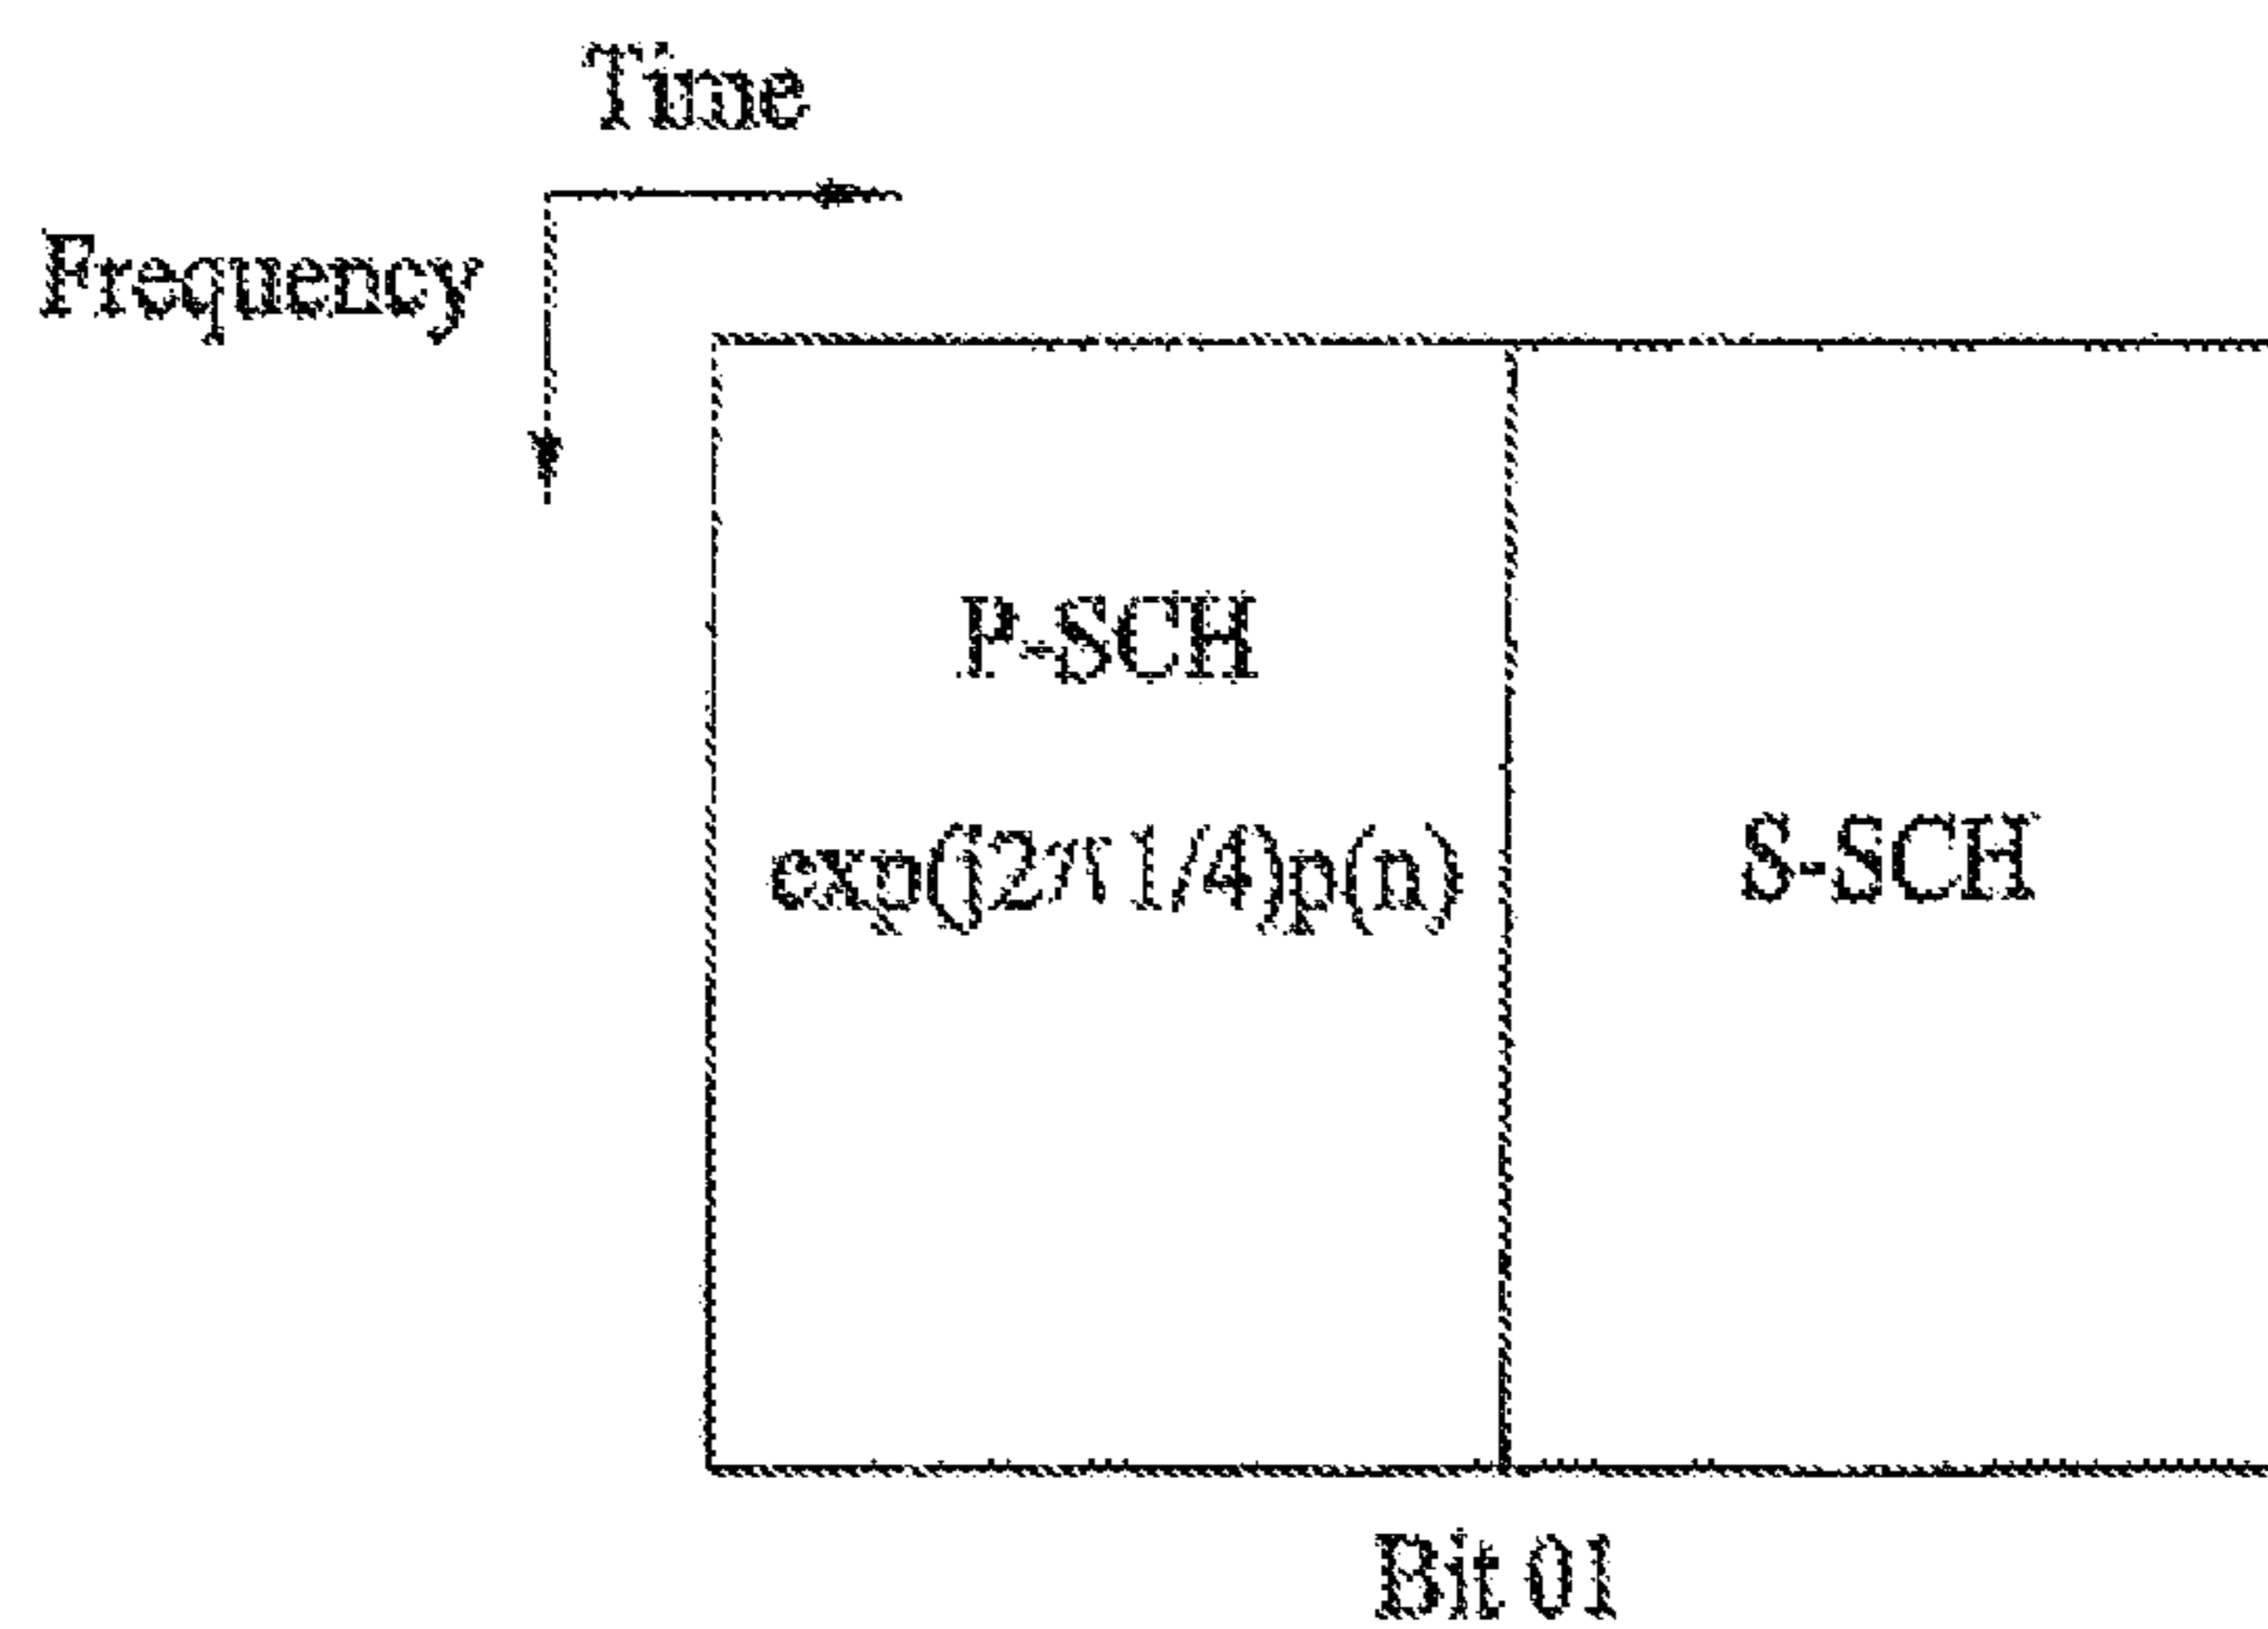 Time
Frequency
P-SCH
exp(j2π1/4)p(n)
S-SCH
Bit 01